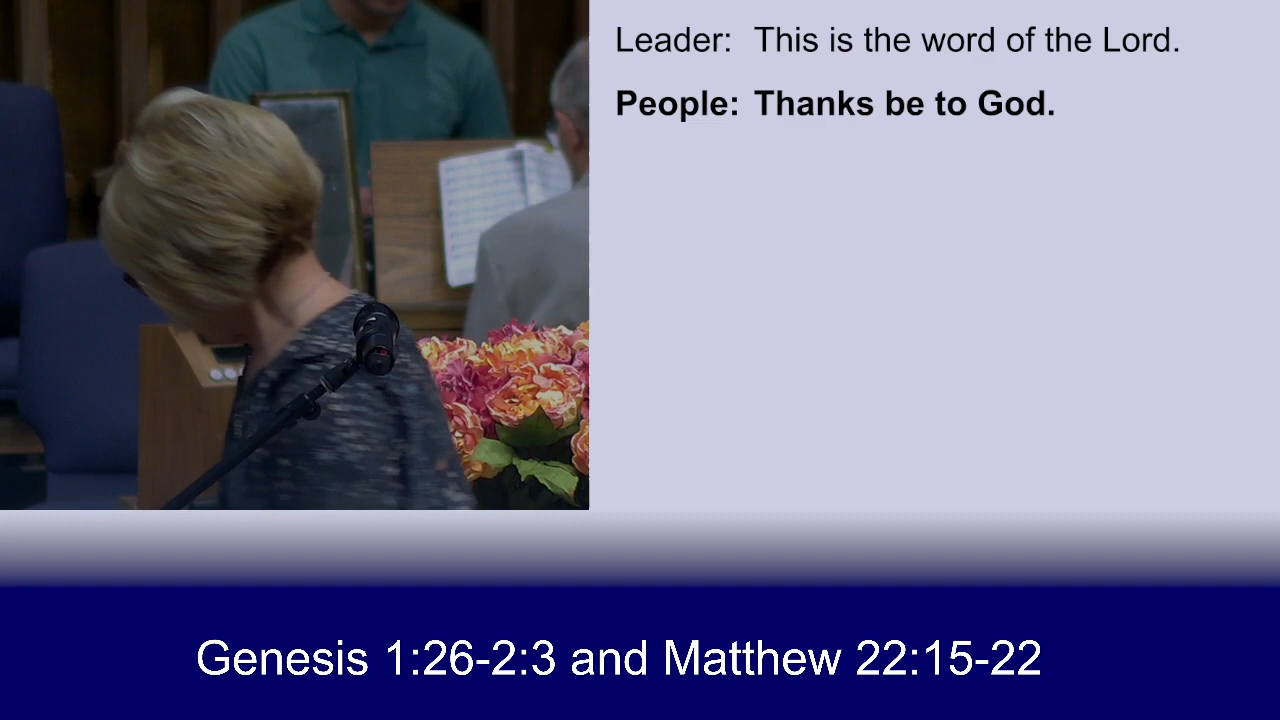 Leader: This is the word of the Lord.
People: Thanks be to God.
Genesis 1:26-2:3 and Matthew 22:15-22